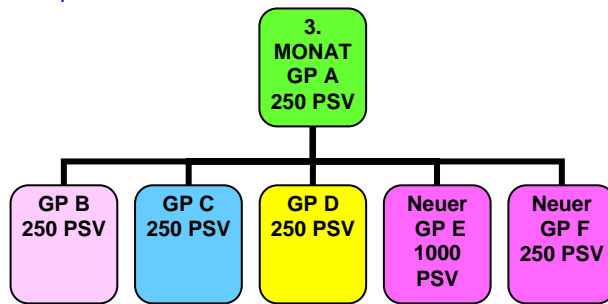 3.
MONAT
GP A
250 PSV
GP B
250 PSV
GP C
250 PSV
GP D
250 PSV
Neuer
GP E
1000
PSV
Neuer
GP F
250 PSV